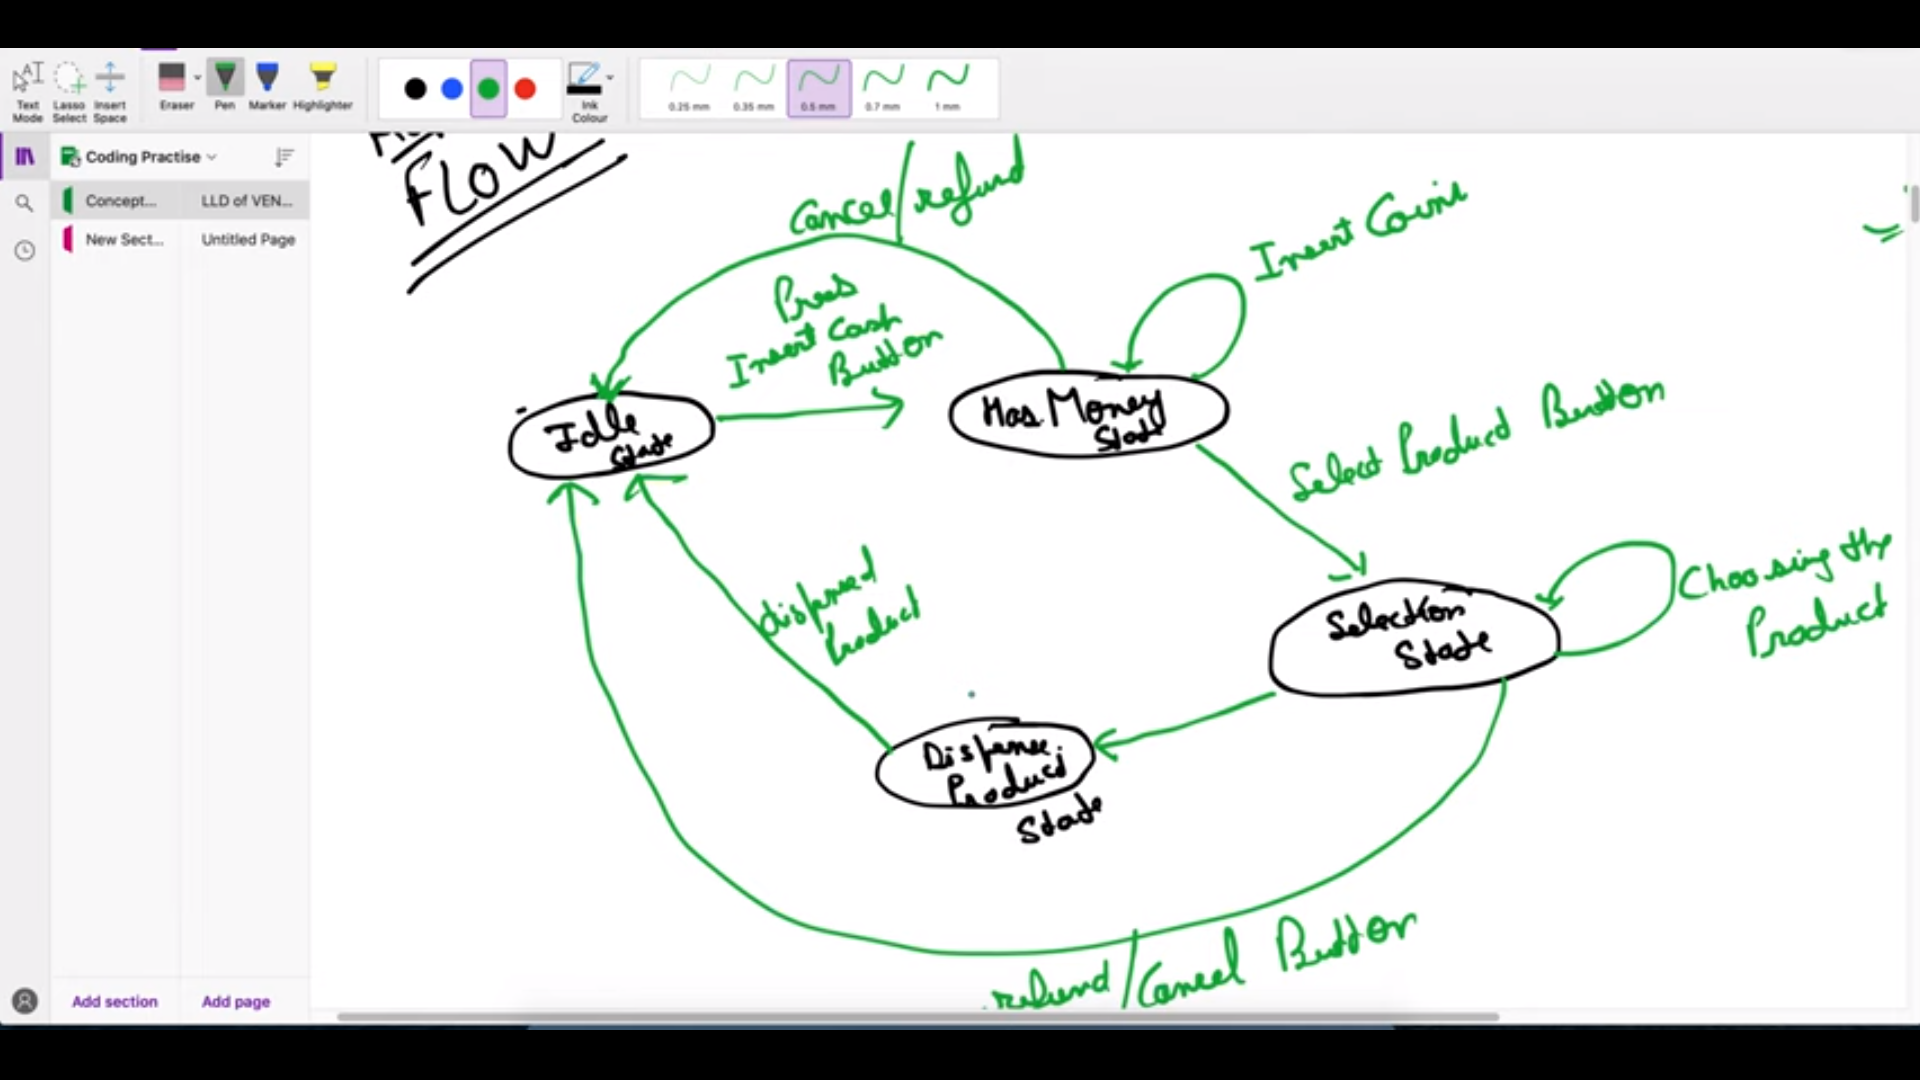 Text
Mode
Lasso
Select
Insert
Space
Eraser
Pen
Marker
Highlighter
Ink
Colour
0.25 mm
0.35 mm
0.5 mm
0.7 mm
1 mm
Coding Practise
Concept...
LLD of VEN...
New Sect...
Untitled Page
FLOW
Cancel/refund
Insert Coins
Press
Insert Cash
Button
Idle
State
Has Money
State
Select Product Button
Choosing the
Product
Selection
State
dispensed
Product
Dispense
Product
State
refund/Cancel Button
Add section
Add page